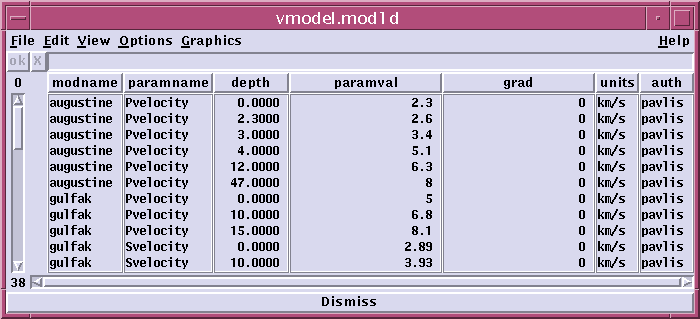 vmodel.mod1d
File Edit View Options Graphics Help
ok X
0 modname paramname depth paramval grad units auth
augustine Pvelocity 0.0000 2.3 0 km/s pavlis
augustine Pvelocity 2.3000 2.6 0 km/s pavlis
augustine Pvelocity 3.0000 3.4 0 km/s pavlis
augustine Pvelocity 4.0000 5.1 0 km/s pavlis
augustine Pvelocity 12.0000 6.3 0 km/s pavlis
augustine Pvelocity 47.0000 8 0 km/s pavlis
gulfak Pvelocity 0.0000 5 0 km/s pavlis
gulfak Pvelocity 10.0000 6.8 0 km/s pavlis
gulfak Pvelocity 15.0000 8.1 0 km/s pavlis
gulfak Svelocity 0.0000 2.89 0 km/s pavlis
gulfak Svelocity 10.0000 3.93 0 km/s pavlis
38
Dismiss